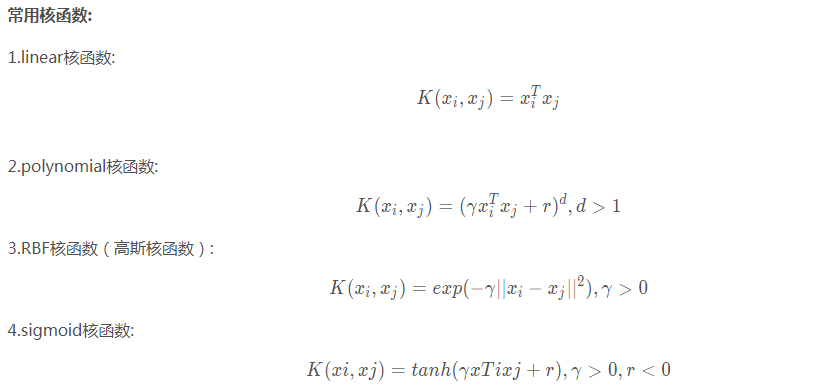 常用核函数:
1.linear核函数:
K(x_i, x_j) = x_i^T x_j
2.polynomial核函数:
K(x_i, x_j) = (γx_i^T x_j + r)^d, d > 1
3.RBF核函数（高斯核函数）:
K(x_i, x_j) = exp(−γ||x_i − x_j||^2), γ > 0
4.sigmoid核函数:
K(xi, xj) = tanh(γxTixj + r), γ > 0, r < 0